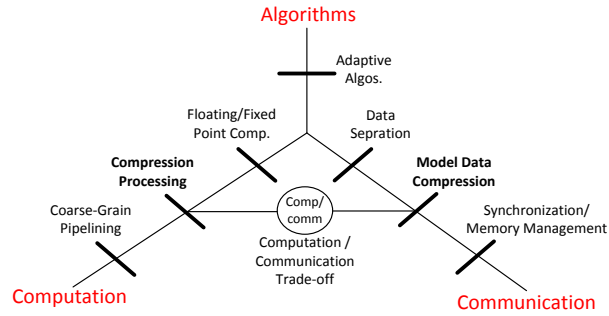 Algorithms
Adaptive
Algos.
Floating/Fixed
Point Comp.
Data
Sepration
Compression
Processing
Model Data
Compression
Comp/
comm
Coarse-Grain
Pipelining
Synchronization/
Memory Management
Computation /
Communication
Trade-off
Computation
Communication